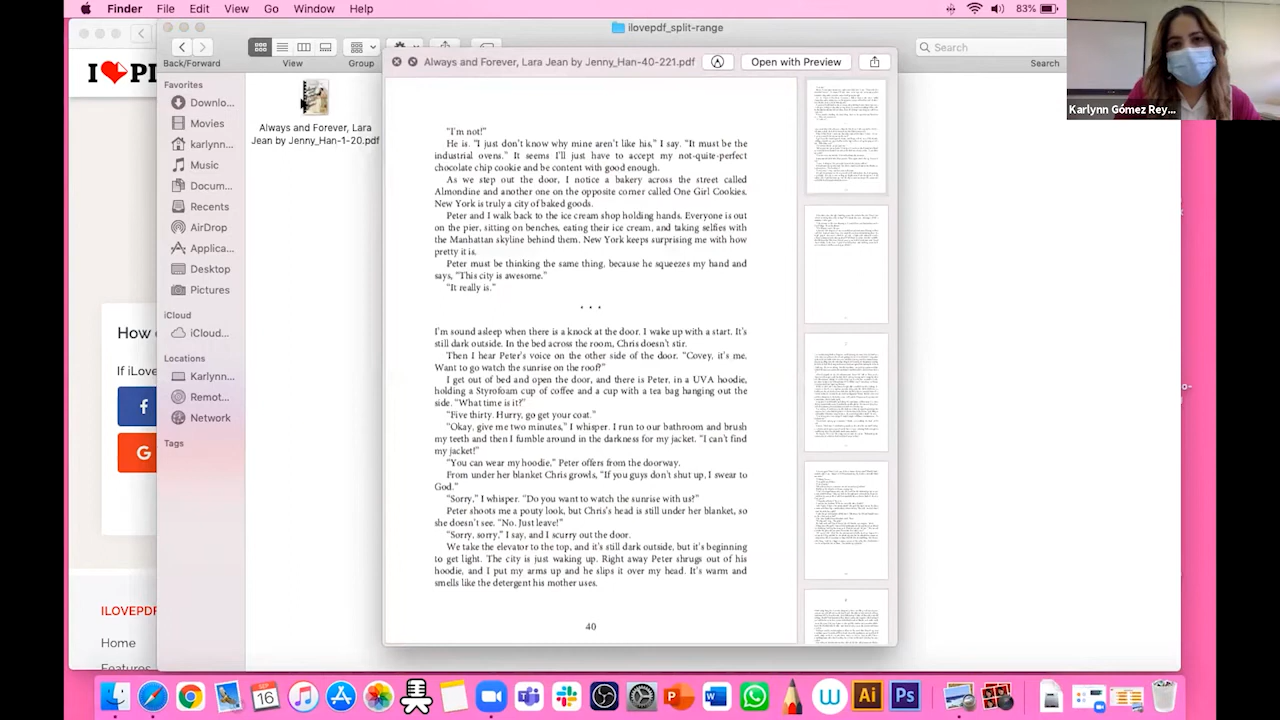 Finder File Edit View Go Window Help
83%
ilovepdf_split-range
Search
Back/Forward View Group Search
Karlynn Gómez Rey...
Always and Forever, Lara Jean by Jenny_Han-40-221.pdf
Open with Preview
I PD
Favorites
Downlo...
Movies
karlynn...
Music
Docum...
Recents
AirDrop
Applica...
Desktop
Pictures
iCloud
iCloud...
Locations
Karlynn...
Remot...
Network
Tags
Always and Forever, Lara
Jean by Jenny_Han-1-20.pdf
"I'm not!"
He is. "I just don't know why mine aren't like his," I say. "It must be the
industrial ovens." It seems I'll just have to accept my not-quite-perfect
chocolate chip cookie and be content with good enough.
As we step out the door, I notice a bakery across the street called
Almondine and another one on the opposite corner called One Girl Cookies.
New York is truly a city of baked goods.
Peter and I walk back to the ice cream shop holding hands. Everyone is out
on the pier, sitting on benches, eating their ice cream, and taking selfies with
the Manhattan skyline behind them. New York keeps surprising me with how
pretty it is.
Peter must be thinking the same thing, because he squeezes my hand and
says, "This city is awesome."
"It really is."
• • •
I'm sound asleep when there is a knock at the door. I wake up with a start. It's
still dark outside. In the bed across the room, Chris doesn't stir.
Then I hear Peter's voice on the other side of the door. "Covey, it's me.
Want to go watch the sunrise on the roof?"
I get out of bed and open the door, and there is Peter, in a UVA hoodie,
holding a Styrofoam cup of coffee and a cup with a tea bag hanging out the
side. "What time is it?"
"Five thirty. Hurry, go get your coat."
"Okay, give me two minutes," I whisper. I run to our bathroom and brush
my teeth and then I fumble around in the darkness for my jacket. "I can't find
my jacket!"
"You can wear my hoodie," Peter offers from the doorway.
From under her blanket Chris growls, "If you guys don't shut up, I swear to
God."
"Sorry," I whisper. "Do you want to watch the sunrise with us?"
Peter shoots me a pouty look, but Chris's head is still under her blanket, so
she doesn't see. "No. Just leave!"
"Sorry, sorry," I say, and I scoot out the door.
We take the elevator to the top, and it's still dark outside, but it's beginning
to get light. The city is just waking up. Right away Peter shrugs out of his
hoodie, and I put my arms up and he slips it over my head. It's warm and
smells like the detergent his mother uses.
40
How
If iLove
f
G
ILOVEPDF
Home
Features
SEP
16
P W W Ai Ps